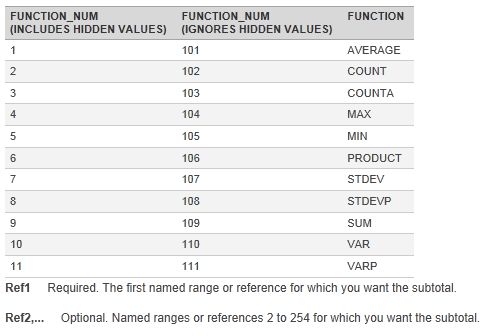 FUNCTION_NUM FUNCTION_NUM FUNCTION
(INCLUDES HIDDEN VALUES) (IGNORES HIDDEN VALUES)
1 101 AVERAGE
2 102 COUNT
3 103 COUNTA
4 104 MAX
5 105 MIN
6 106 PRODUCT
7 107 STDEV
8 108 STDEVP
9 109 SUM
10 110 VAR
11 111 VARP
Ref1 Required. The first named range or reference for which you want the subtotal.
Ref2,... Optional. Named ranges or references 2 to 254 for which you want the subtotal.